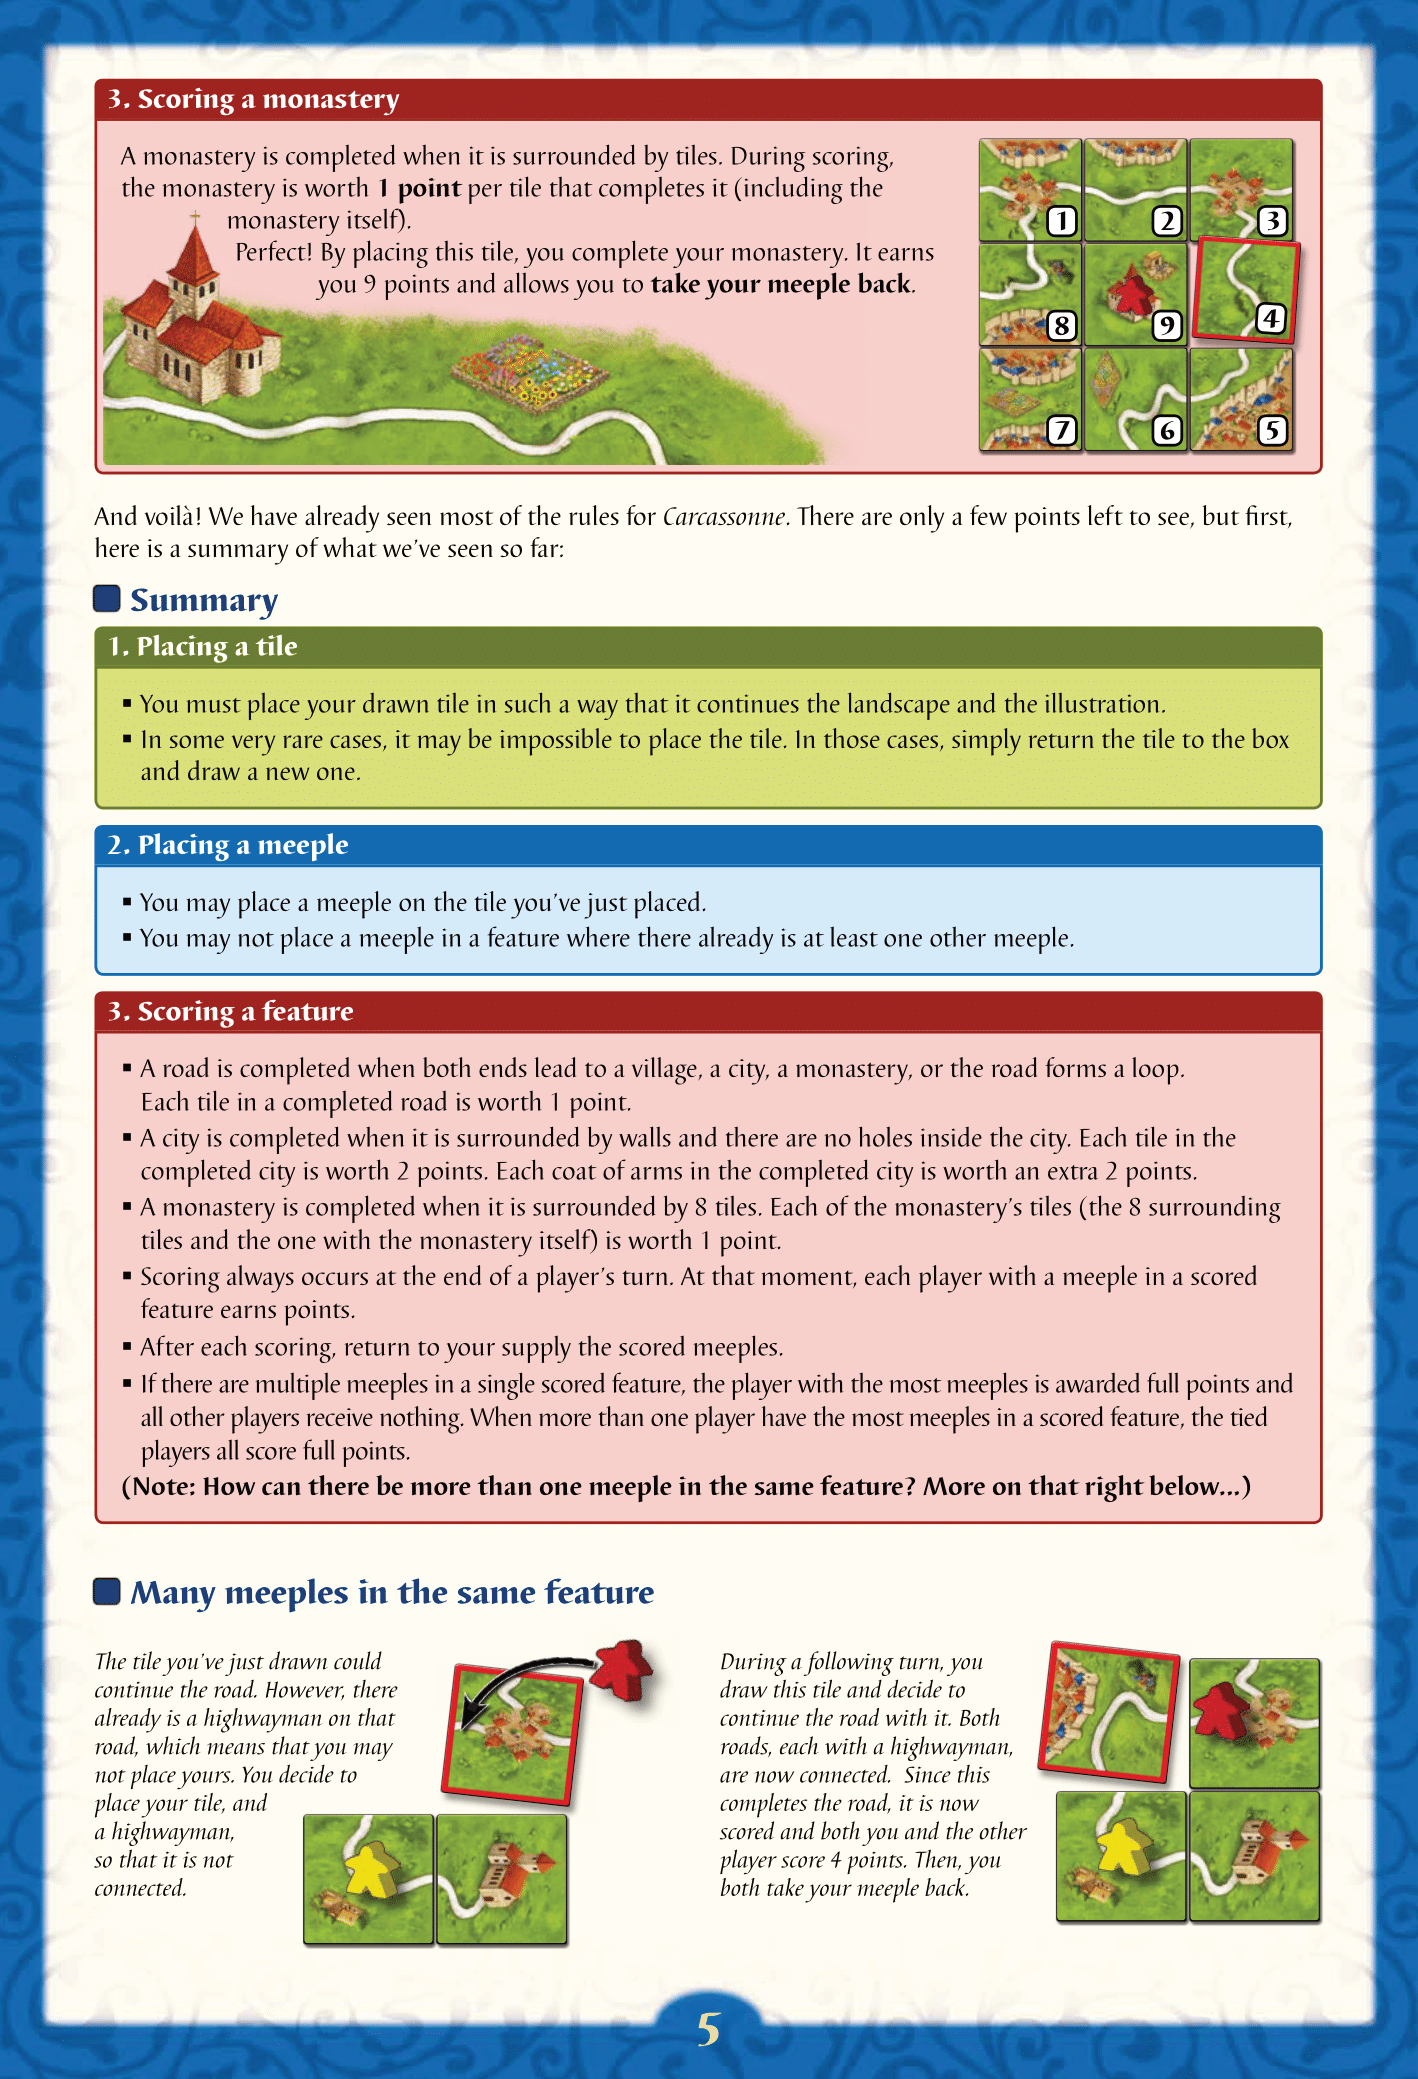 3. Scoring a monastery
A monastery is completed when it is surrounded by tiles. During scoring,
the monastery is worth 1 point per tile that completes it (including the
monastery itself).
Perfect! By placing this tile, you complete your monastery. It earns
you 9 points and allows you to take your meeple back.
1 2 3
8 9 4
7 6 5
And voilà! We have already seen most of the rules for Carcassonne. There are only a few points left to see, but first,
here is a summary of what we've seen so far:
Summary
1. Placing a tile
▪ You must place your drawn tile in such a way that it continues the landscape and the illustration.
▪ In some very rare cases, it may be impossible to place the tile. In those cases, simply return the tile to the box
and draw a new one.
2. Placing a meeple
▪ You may place a meeple on the tile you've just placed.
▪ You may not place a meeple in a feature where there already is at least one other meeple.
3. Scoring a feature
▪ A road is completed when both ends lead to a village, a city, a monastery, or the road forms a loop.
Each tile in a completed road is worth 1 point.
▪ A city is completed when it is surrounded by walls and there are no holes inside the city. Each tile in the
completed city is worth 2 points. Each coat of arms in the completed city is worth an extra 2 points.
▪ A monastery is completed when it is surrounded by 8 tiles. Each of the monastery's tiles (the 8 surrounding
tiles and the one with the monastery itself) is worth 1 point.
▪ Scoring always occurs at the end of a player's turn. At that moment, each player with a meeple in a scored
feature earns points.
▪ After each scoring, return to your supply the scored meeples.
▪ If there are multiple meeples in a single scored feature, the player with the most meeples is awarded full points and
all other players receive nothing. When more than one player have the most meeples in a scored feature, the tied
players all score full points.
(Note: How can there be more than one meeple in the same feature? More on that right below...)
Many meeples in the same feature
The tile you've just drawn could
continue the road. However, there
already is a highwayman on that
road, which means that you may
not place yours. You decide to
place your tile, and
a highwayman,
so that it is not
connected.
During a following turn, you
draw this tile and decide to
continue the road with it. Both
roads, each with a highwayman,
are now connected.  Since this
completes the road, it is now
scored and both you and the other
player score 4 points. Then, you
both take your meeple back.
5